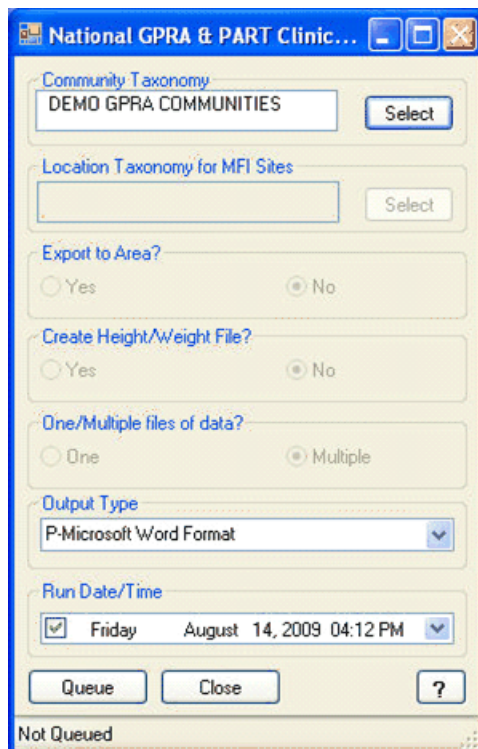 National GPRA & PART Clinic...
Community Taxonomy
DEMO GPRA COMMUNITIES
Select
Location Taxonomy for MFI Sites
Select
Export to Area?
Yes No
Create Height/Weight File?
Yes No
One/Multiple files of data?
One Multiple
Output Type
P-Microsoft Word Format
Run Date/Time
Friday August 14, 2009 04:12 PM
Queue Close ?
Not Queued